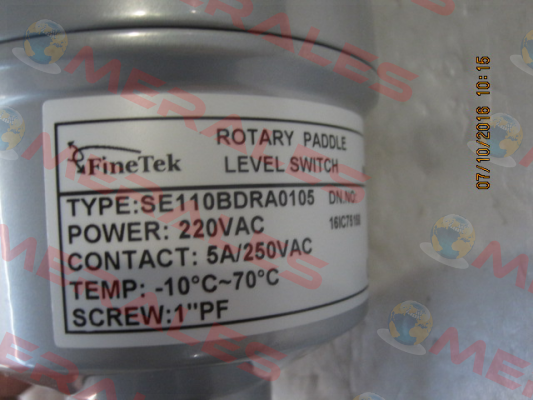 FineTek
ROTARY PADDLE
LEVEL SWITCH
TYPE:SE110BDRA0105 DN.NO:
POWER: 220VAC
CONTACT: 5A/250VAC
TEMP: -10°C~70°C
SCREW:1"PF
07/10/2016 10:15
MERALES